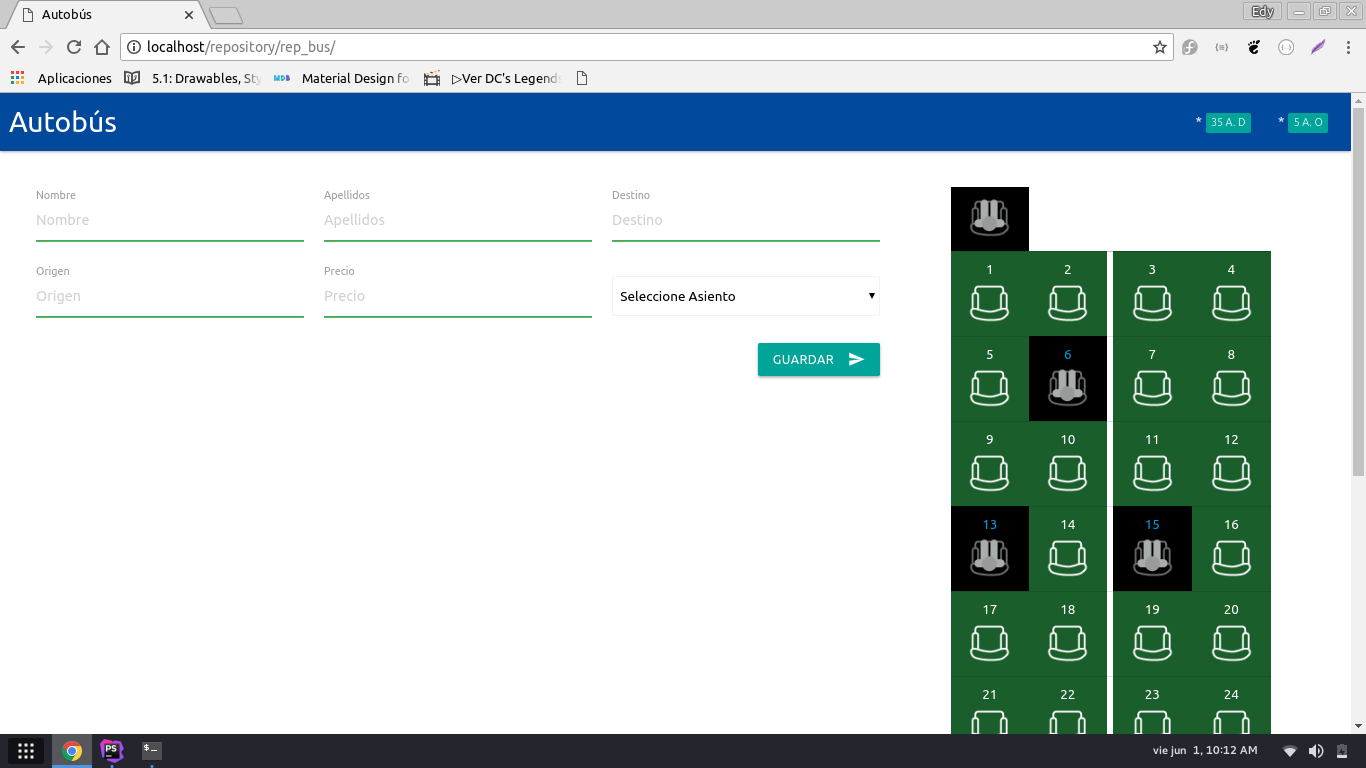 Autobús
Edy
localhost/repository/rep_bus/
Aplicaciones
5.1: Drawables, Sty
MDB
Material Design fo
▷Ver DC's Legends
Autobús
* 35 A. D
* 5 A. O
Nombre
Apellidos
Destino
Nombre
Apellidos
Destino
Origen
Precio
Origen
Precio
Seleccione Asiento
GUARDAR
1 2 3 4
5 6 7 8
9 10 11 12
13 14 15 16
17 18 19 20
21 22 23 24
PS
$_
vie jun 1, 10:12 AM